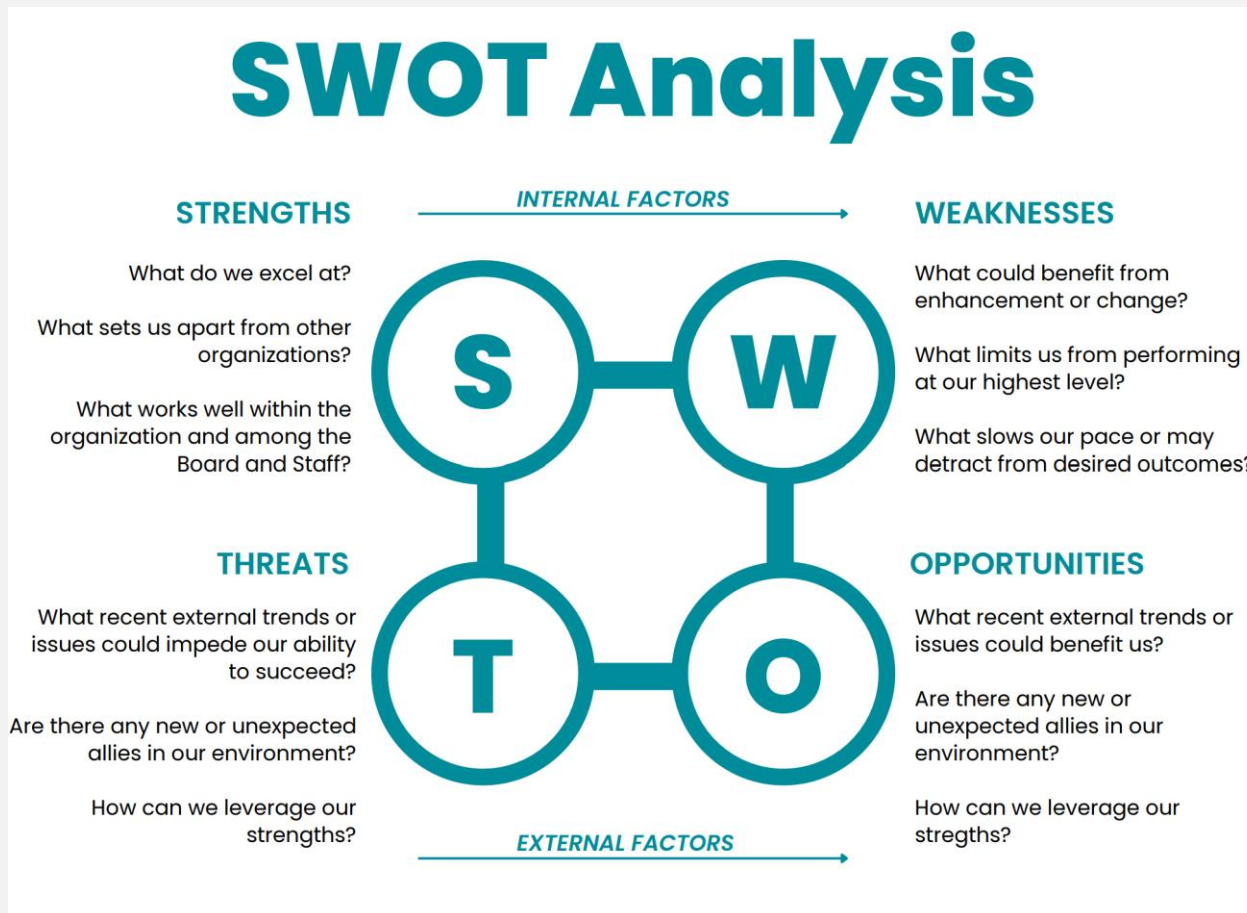 SWOT Analysis
INTERNAL FACTORS
STRENGTHS
What do we excel at?
What sets us apart from other
organizations?
What works well within the
organization and among the
Board and Staff?
WEAKNESSES
What could benefit from
enhancement or change?
What limits us from performing
at our highest level?
What slows our pace or may
detract from desired outcomes?
S
W
T
O
THREATS
What recent external trends or
issues could impede our ability
to succeed?
Are there any new or unexpected
allies in our environment?
How can we leverage our
strengths?
OPPORTUNITIES
What recent external trends or
issues could benefit us?
Are there any new or
unexpected allies in our
environment?
How can we leverage our
stregths?
EXTERNAL FACTORS